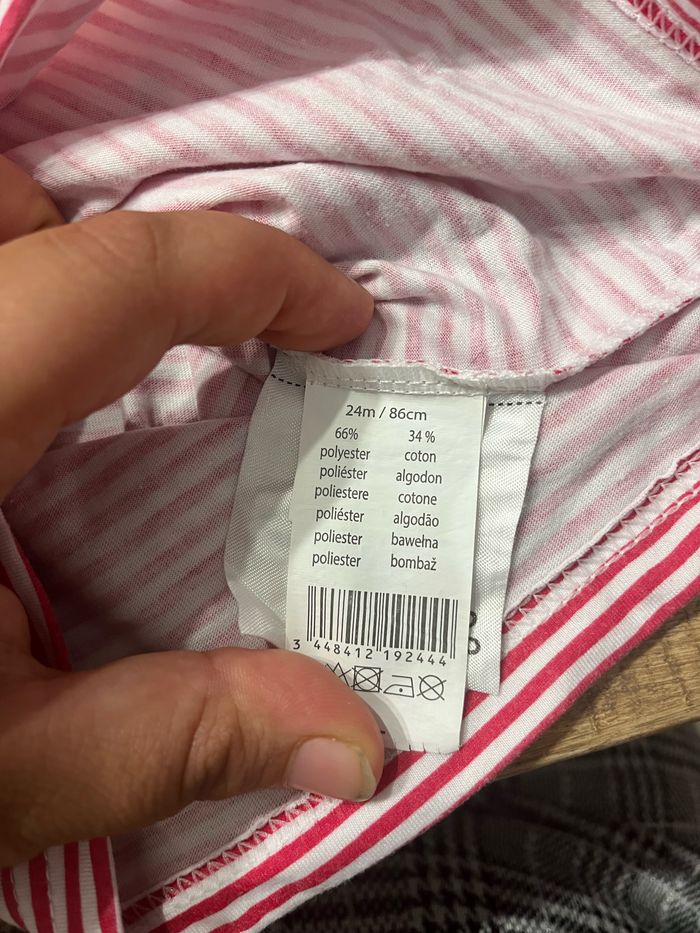 24m / 86cm
66% 34 %
polyester coton
poliéster algodon
poliestere cotone
poliéster algodão
poliester bawełna
poliester bombaž
3 448412 192444